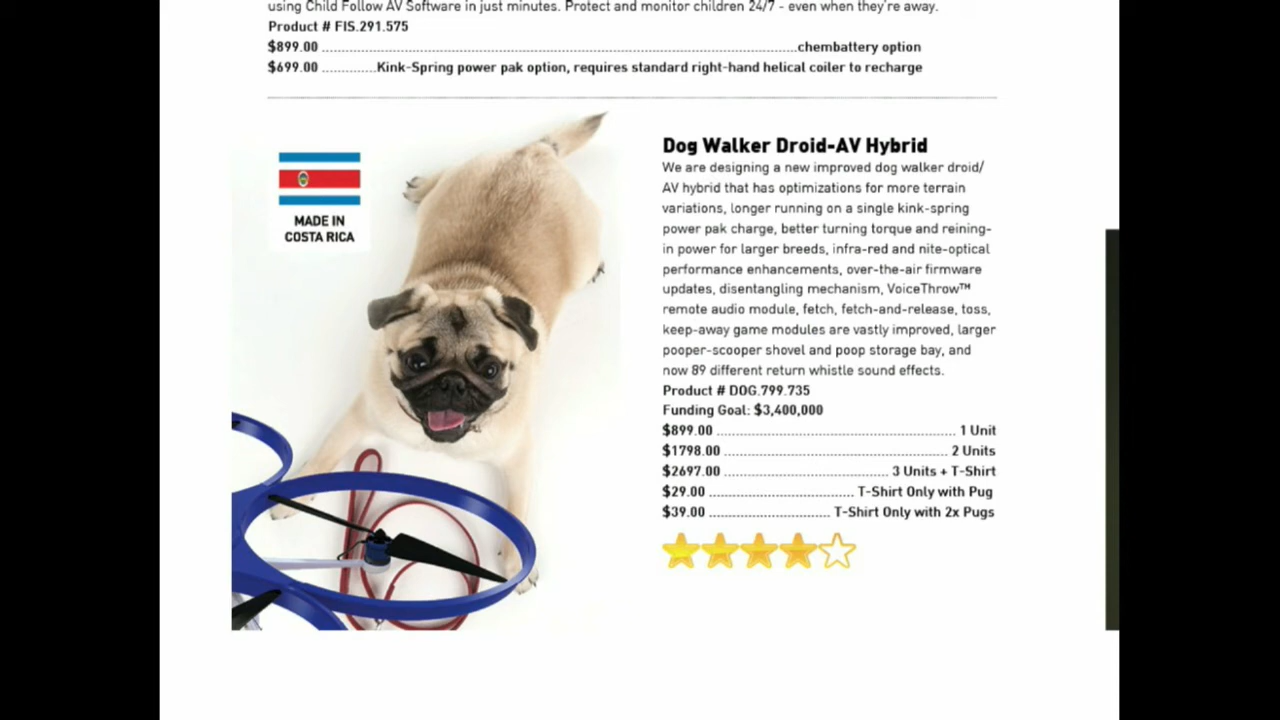 using Child Follow AV Software in just minutes. Protect and monitor children 24/7 - even when they're away.
Product # FIS.291.575
$899.00 ........................................................................................................................chembattery option
$699.00 .............Kink-Spring power pak option, requires standard right-hand helical coiler to recharge
MADE IN
COSTA RICA
Dog Walker Droid-AV Hybrid
We are designing a new improved dog walker droid/
AV hybrid that has optimizations for more terrain
variations, longer running on a single kink-spring
power pak charge, better turning torque and reining-
in power for larger breeds, infra-red and nite-optical
performance enhancements, over-the-air firmware
updates, disentangling mechanism, VoiceThrow™
remote audio module, fetch, fetch-and-release, toss,
keep-away game modules are vastly improved, larger
pooper-scooper shovel and poop storage bay, and
now 89 different return whistle sound effects.
Product # DOG.799.735
Funding Goal: $3,400,000
$899.00 ............................................................ 1 Unit
$1798.00 ........................................................ 2 Units
$2697.00 ......................................... 3 Units + T-Shirt
$29.00 .................................... T-Shirt Only with Pug
$39.00 .............................. T-Shirt Only with 2x Pugs